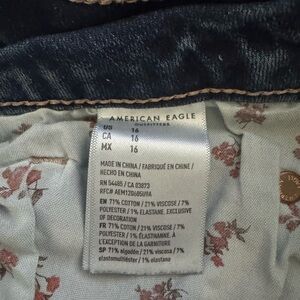 AMERICAN EAGLE
OUTFITTERS
US 16
CA 16
MX 16
MADE IN CHINA / FABRIQUÉ EN CHINE /
HECHO EN CHINA
RN 54485 / CA 03873
RFC# AEM120605U9A
EN 71% COTTON / 21% VISCOSE / 7%
POLYESTER / 1% ELASTANE. EXCLUSIVE
OF DECORATION
FR 71% COTON / 21% VISCOSE / 7%
POLYESTER / 1% ÉLASTHANNE. À
L'EXCEPTION DE LA GARNITURE
SP 71% algodón / 21% viscosa / 7%
elastomultiéster / 1% elastano